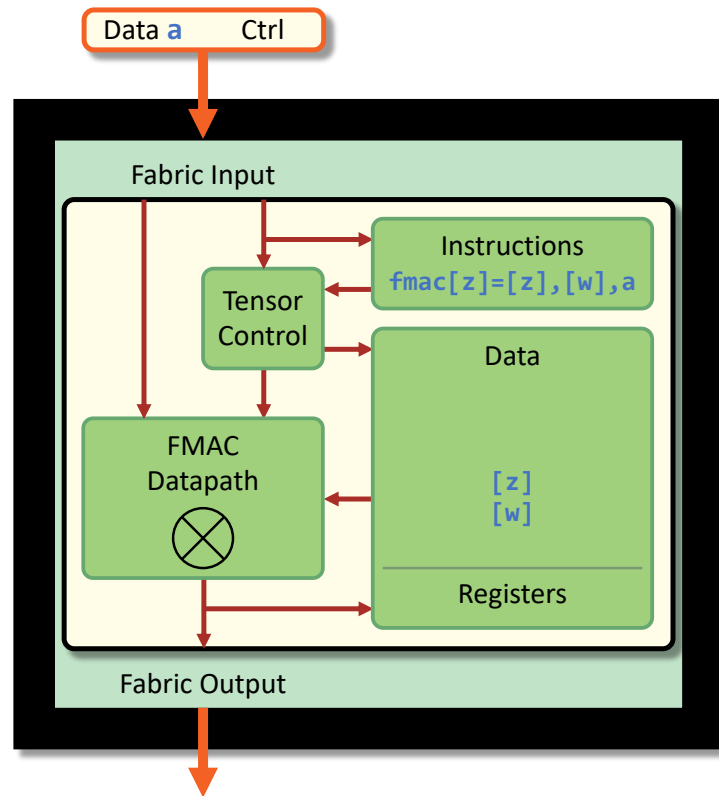 Data a Ctrl
Fabric Input
Instructions
fmac[z]=[z],[w],a
Tensor
Control
Data
FMAC
Datapath
[z]
[w]
Registers
Fabric Output